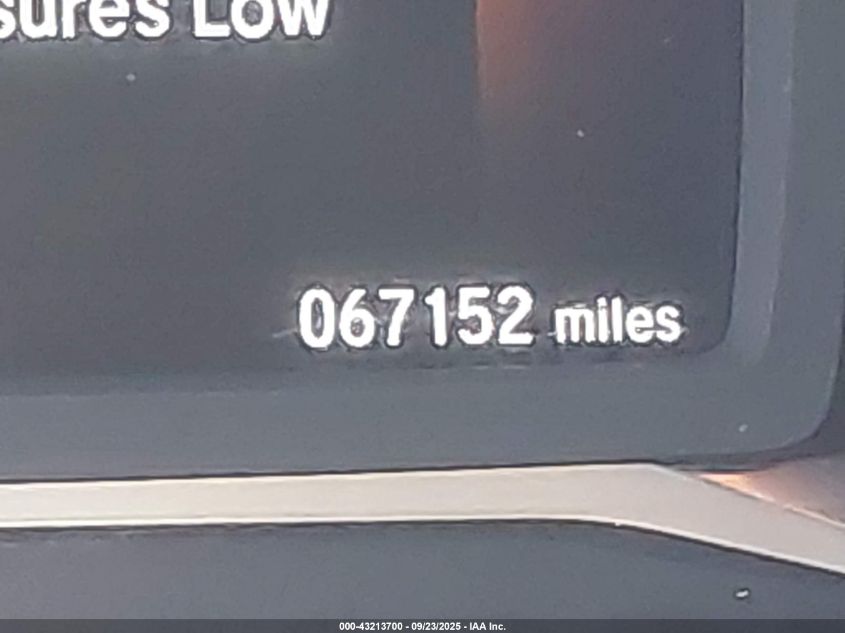 sures Low
067152 miles
000-43213700 - 09/23/2025 - IAA Inc.